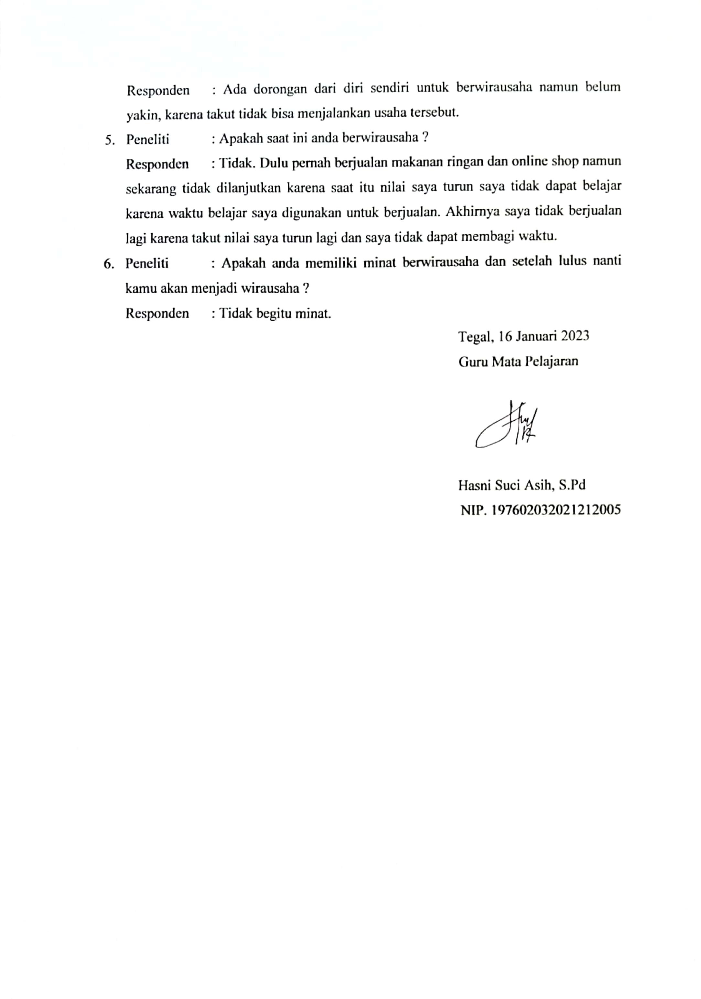 Responden : Ada dorongan dari diri sendiri untuk berwirausaha namun belum
yakin, karena takut tidak bisa menjalankan usaha tersebut.
5. Peneliti : Apakah saat ini anda berwirausaha ?
Responden : Tidak. Dulu pernah berjualan makanan ringan dan online shop namun
sekarang tidak dilanjutkan karena saat itu nilai saya turun saya tidak dapat belajar
karena waktu belajar saya digunakan untuk berjualan. Akhirnya saya tidak berjualan
lagi karena takut nilai saya turun lagi dan saya tidak dapat membagi waktu.
6. Peneliti : Apakah anda memiliki minat berwirausaha dan setelah lulus nanti
kamu akan menjadi wirausaha ?
Responden : Tidak begitu minat.
Tegal, 16 Januari 2023
Guru Mata Pelajaran
Hasni Suci Asih, S.Pd
NIP. 197602032021212005